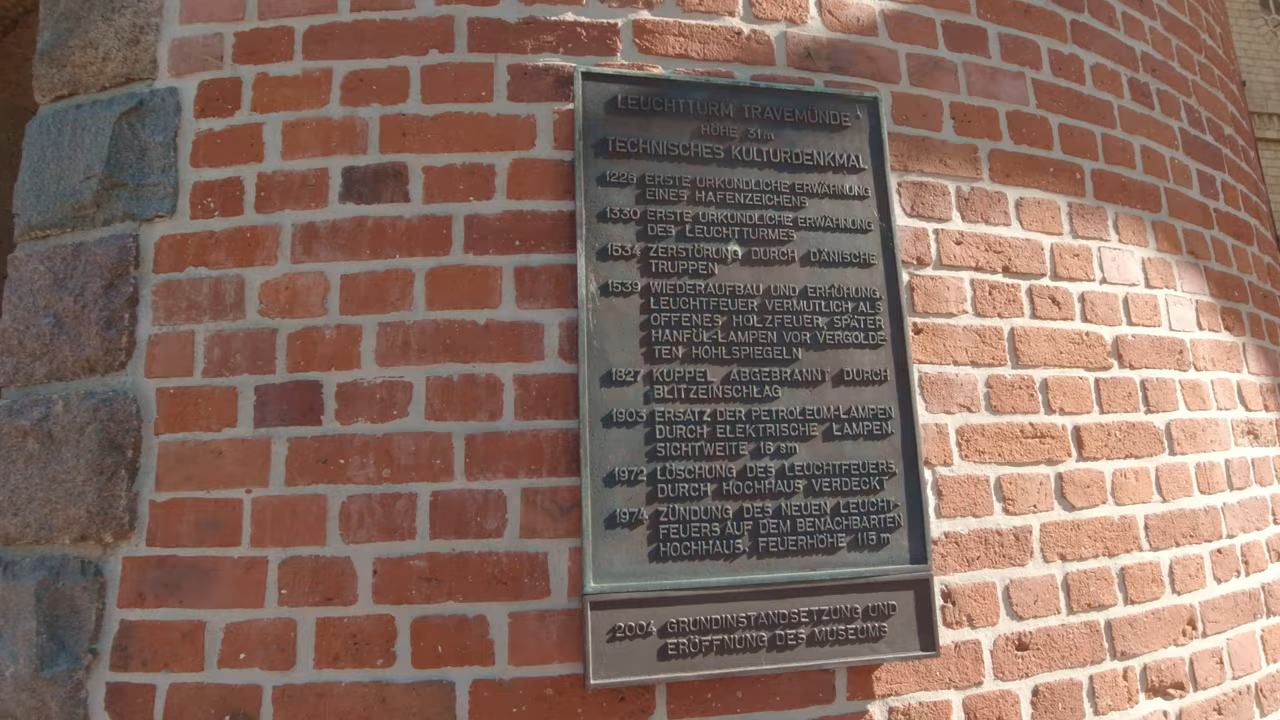 LEUCHTTURM TRAVEMÜNDE
HÖHE 31m
TECHNISCHES KULTURDENKMAL
1226 ERSTE URKUNDLICHE ERWÄHNUNG
EINES HAFENZEICHENS
1330 ERSTE URKUNDLICHE ERWÄHNUNG
DES LEUCHTTURMES
1534 ZERSTÖRUNG DURCH DÄNISCHE
TRUPPEN
1539 WIEDERAUFBAU UND ERHÖHUNG,
LEUCHTFEUER VERMUTLICH ALS
OFFENES HOLZFEUER, SPÄTER
HANFÖL-LAMPEN VOR VERGOLDE-
TEN HOHLSPIEGELN
1827 KUPPEL ABGEBRANNT DURCH
BLITZEINSCHLAG
1903 ERSATZ DER PETROLEUM-LAMPEN
DURCH ELEKTRISCHE LAMPEN.
SICHTWEITE 16 sm
1972 LÖSCHUNG DES LEUCHTFEUERS,
DURCH HOCHHAUS VERDECKT
1974 ZÜNDUNG DES NEUEN LEUCHT-
FEUERS AUF DEM BENACHBARTEN
HOCHHAUS. FEUERHÖHE 115 m
2004 GRUNDINSTANDSETZUNG UND
ERÖFFNUNG DES MUSEUMS